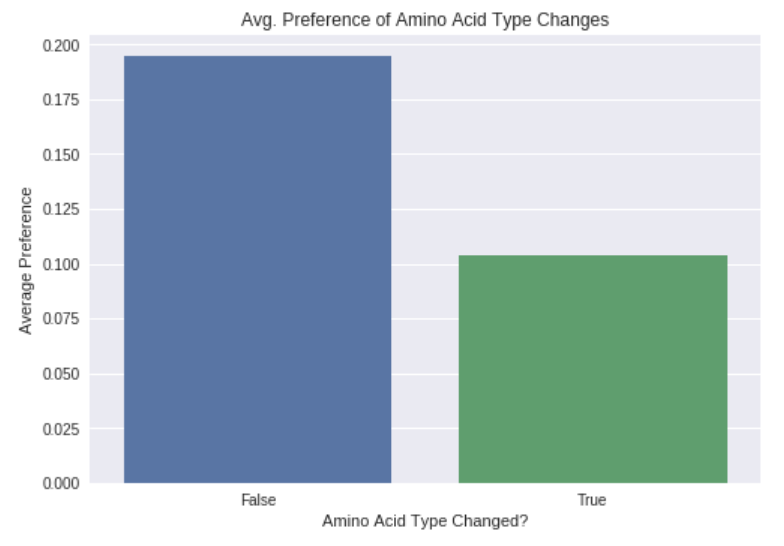 Avg. Preference of Amino Acid Type Changes
0.200
0.175
0.150
0.125
0.100
0.075
0.050
0.025
0.000
Average Preference
False
True
Amino Acid Type Changed?